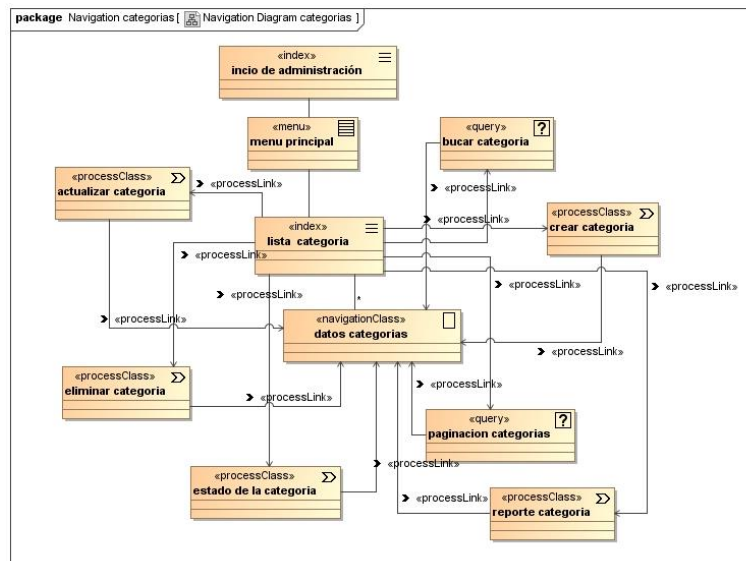 package Navigation categorias [ Navigation Diagram categorias ]
«index»
incio de administración
«menu»
menu principal
«query»
bucar categoria
«processClass»
actualizar categoria
«processLink»
«processLink»
«processClass»
crear categoria
«index»
lista categoria
«processLink»
«processLink»
«processLink»
«processLink»
«processLink»
«processLink»
*
«navigationClass»
datos categorias
«processLink»
«processLink»
«processClass»
eliminar categoria
«processLink»
«processLink»
«query»
paginacion categorias
«processLink»
«processClass»
estado de la categoria
«processLink»
«processClass»
reporte categoria